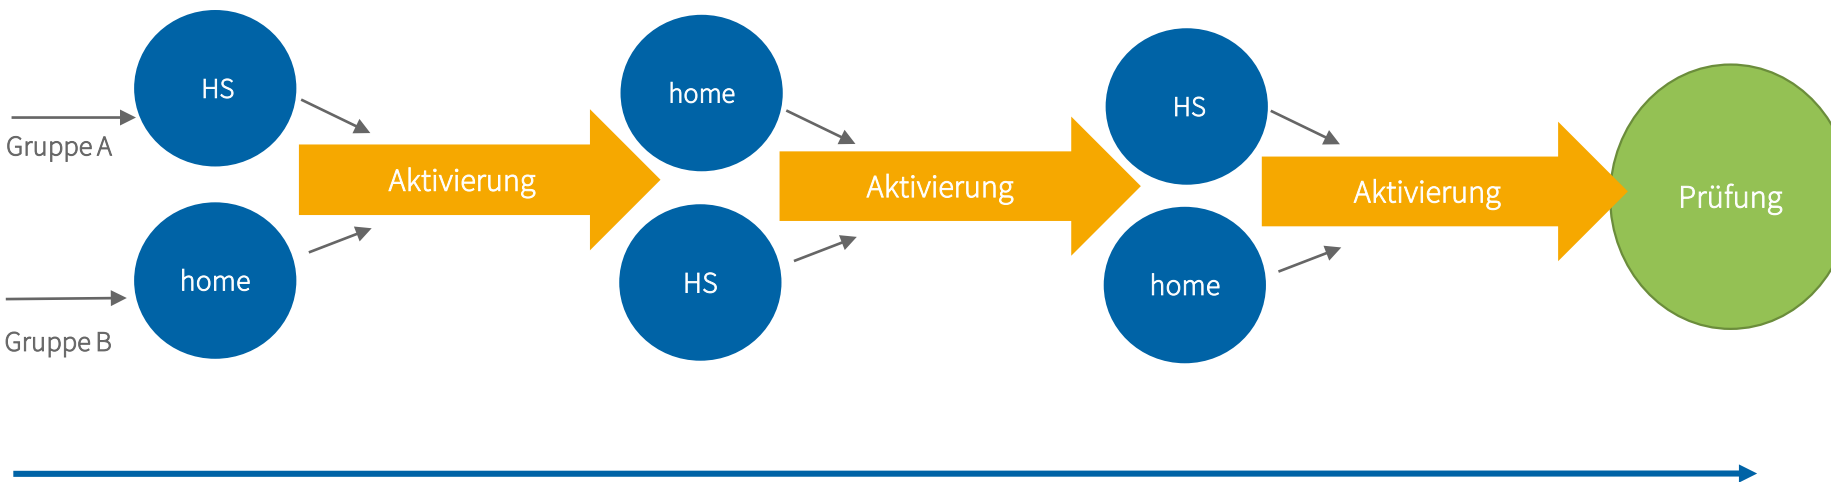 HS
home
HS
Gruppe A
Aktivierung
Aktivierung
Aktivierung
Prüfung
home
HS
home
Gruppe B